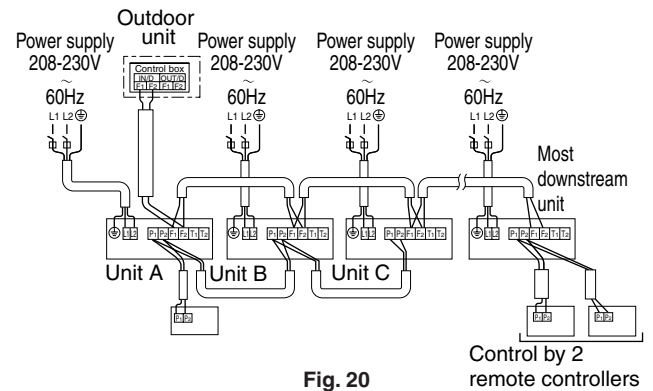 Outdoor
unit
Power supply
208-230V
～
60Hz
L1 L2
Control box
IN/D OUT/D
F1 F2 F1 F2
Power supply
208-230V
～
60Hz
L1 L2
Power supply
208-230V
～
60Hz
L1 L2
Power supply
208-230V
～
60Hz
L1 L2
Most
downstream
unit
L1 L2 P1 P2 F1 F2 T1 T2
L1 L2 P1 P2 F1 F2 T1 T2
L1 L2 P1 P2 F1 F2 T1 T2
L1 L2 P1 P2 F1 F2 T1 T2
Unit A
Unit B
Unit C
P1 P2
P1 P2
P1 P2
Control by 2
remote controllers
Fig. 20